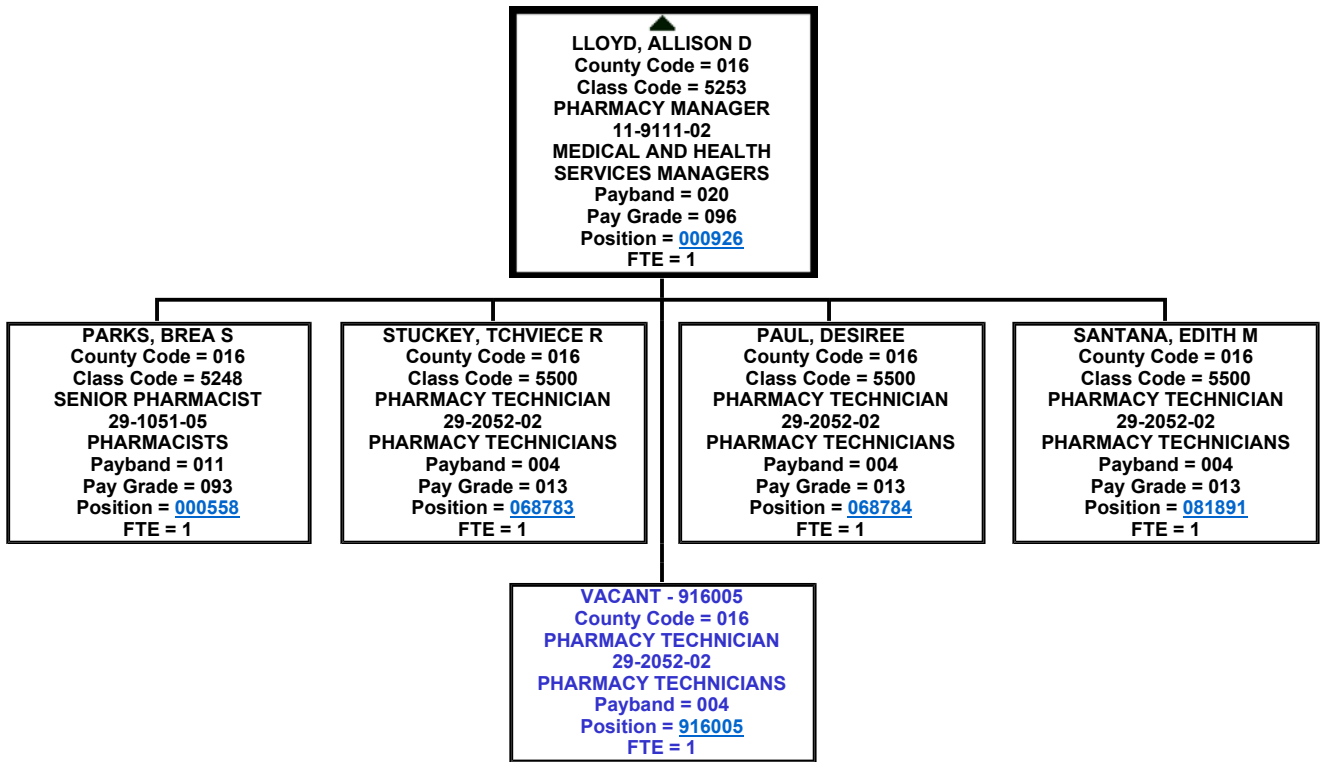 LLOYD, ALLISON D
County Code = 016
Class Code = 5253
PHARMACY MANAGER
11-9111-02
MEDICAL AND HEALTH
SERVICES MANAGERS
Payband = 020
Pay Grade = 096
Position = 000926
FTE = 1
PARKS, BREA S
County Code = 016
Class Code = 5248
SENIOR PHARMACIST
29-1051-05
PHARMACISTS
Payband = 011
Pay Grade = 093
Position = 000558
FTE = 1
STUCKEY, TCHVIECE R
County Code = 016
Class Code = 5500
PHARMACY TECHNICIAN
29-2052-02
PHARMACY TECHNICIANS
Payband = 004
Pay Grade = 013
Position = 068783
FTE = 1
PAUL, DESIREE
County Code = 016
Class Code = 5500
PHARMACY TECHNICIAN
29-2052-02
PHARMACY TECHNICIANS
Payband = 004
Pay Grade = 013
Position = 068784
FTE = 1
SANTANA, EDITH M
County Code = 016
Class Code = 5500
PHARMACY TECHNICIAN
29-2052-02
PHARMACY TECHNICIANS
Payband = 004
Pay Grade = 013
Position = 081891
FTE = 1
VACANT - 916005
County Code = 016
PHARMACY TECHNICIAN
29-2052-02
PHARMACY TECHNICIANS
Payband = 004
Position = 916005
FTE = 1